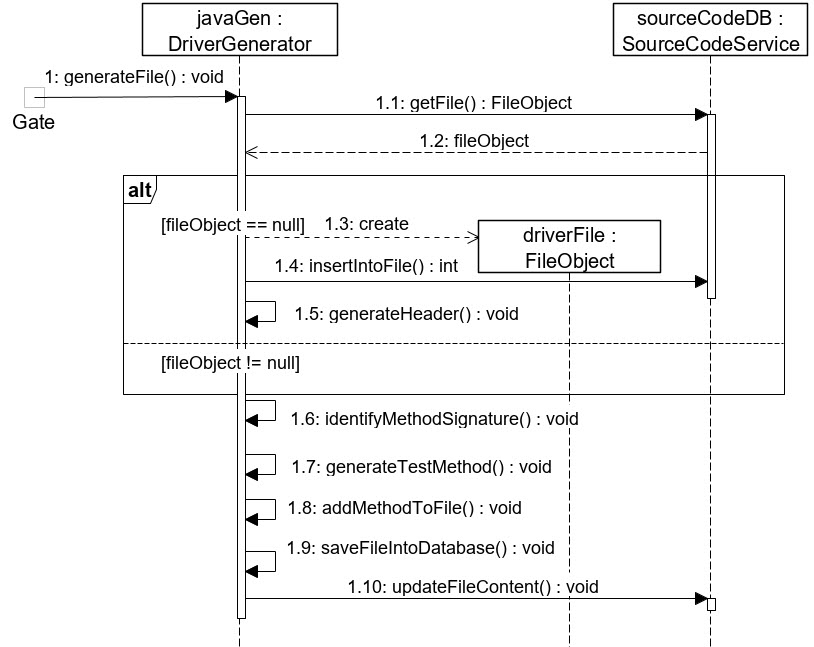 javaGen :
DriverGenerator
sourceCodeDB :
SourceCodeService
1: generateFile() : void
Gate
1.1: getFile() : FileObject
1.2: fileObject
alt
[fileObject == null]
1.3: create
driverFile :
FileObject
1.4: insertIntoFile() : int
1.5: generateHeader() : void
[fileObject != null]
1.6: identifyMethodSignature() : void
1.7: generateTestMethod() : void
1.8: addMethodToFile() : void
1.9: saveFileIntoDatabase() : void
1.10: updateFileContent() : void